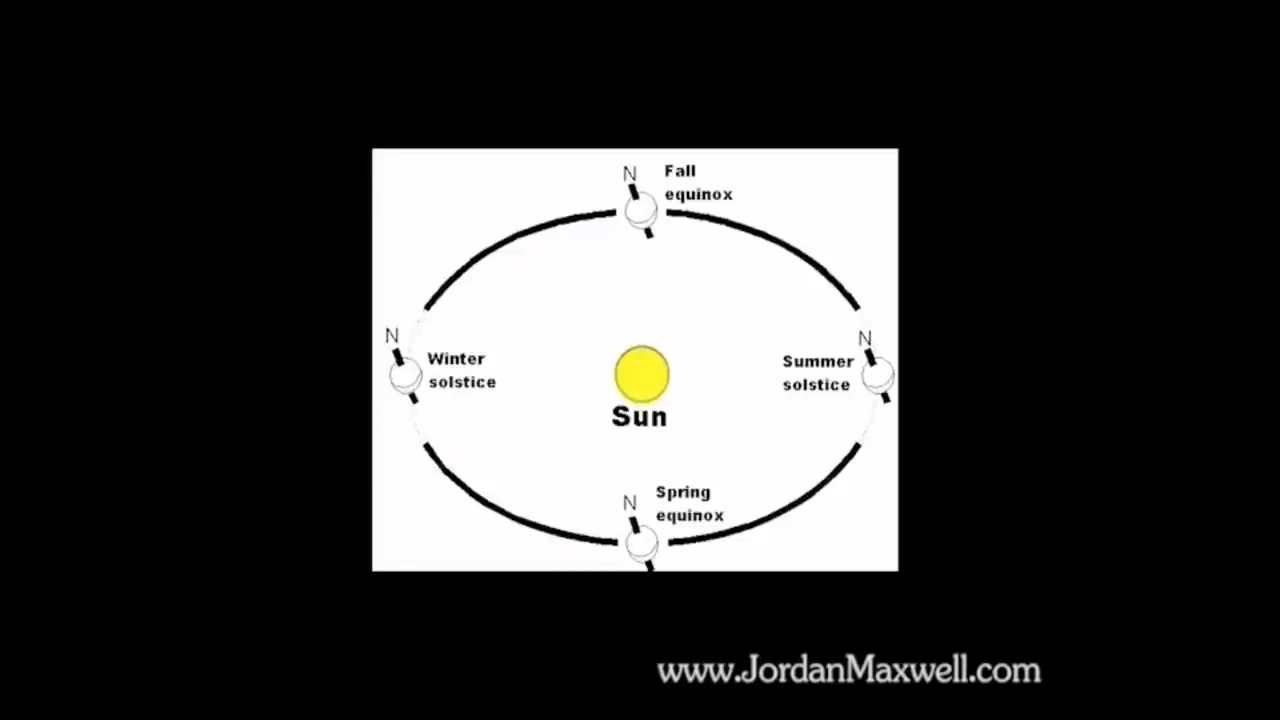 N
Fall
equinox
N
Winter
solstice
N
Summer
solstice
Sun
N
Spring
equinox
www.JordanMaxwell.com